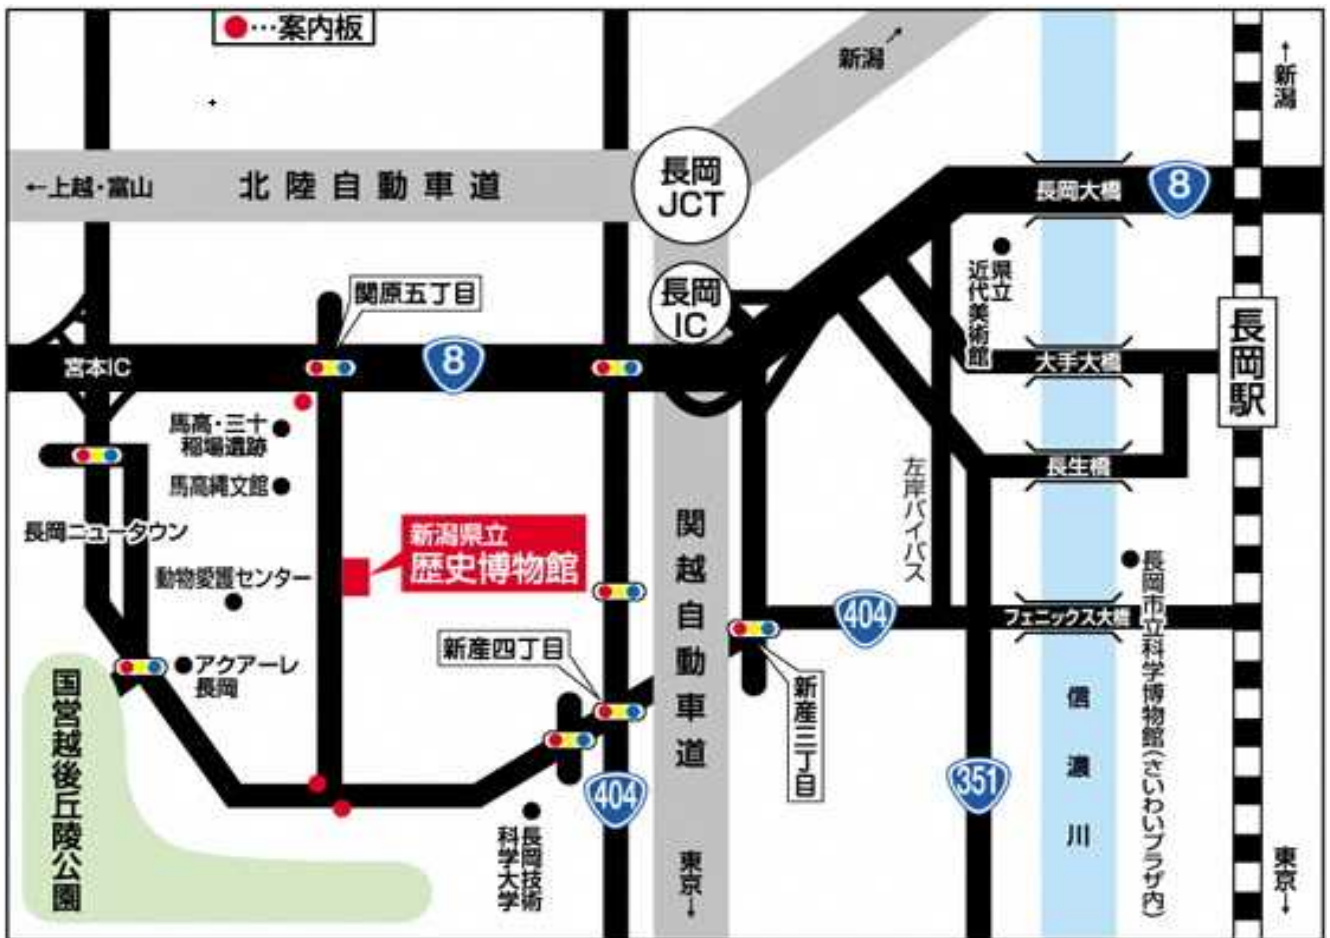 ●…案内板
新潟↗
↑新潟
←上越・富山
北陸自動車道
長岡
JCT
長岡大橋
8
長岡
IC
関原五丁目
県立
近代美術館
宮本IC
8
大手大橋
長岡駅
馬高・三十
稲場遺跡
馬高縄文館
長生橋
左岸バイパス
長岡ニュータウン
新潟県立
歴史博物館
関越自動車道
動物愛護センター
404
フェニックス大橋
長岡市立科学博物館(さいわいプラザ内)
新産四丁目
アクアーレ
長岡
新産三丁目
国営越後丘陵公園
信濃川
404
351
長岡技術
科学大学
東京→
東京→